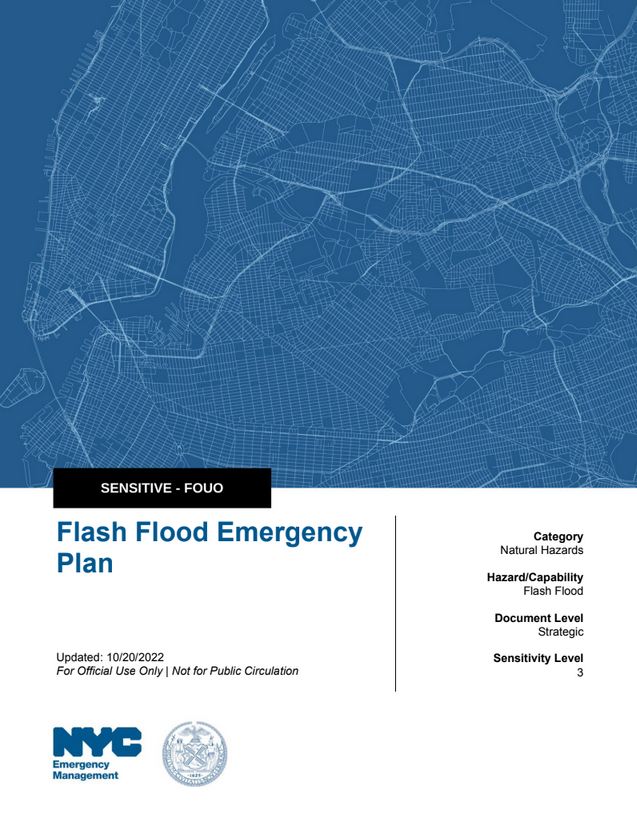 SENSITIVE - FOUO
Flash Flood Emergency
Plan
Updated: 10/20/2022
For Official Use Only | Not for Public Circulation
Category
Natural Hazards
Hazard/Capability
Flash Flood
Document Level
Strategic
Sensitivity Level
3
NYC
Emergency
Management
1625